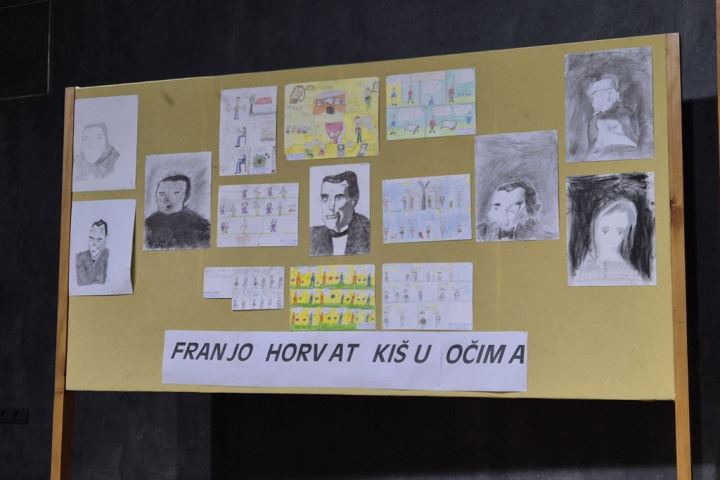 FRANJO HORVAT KIŠ U OČIMA